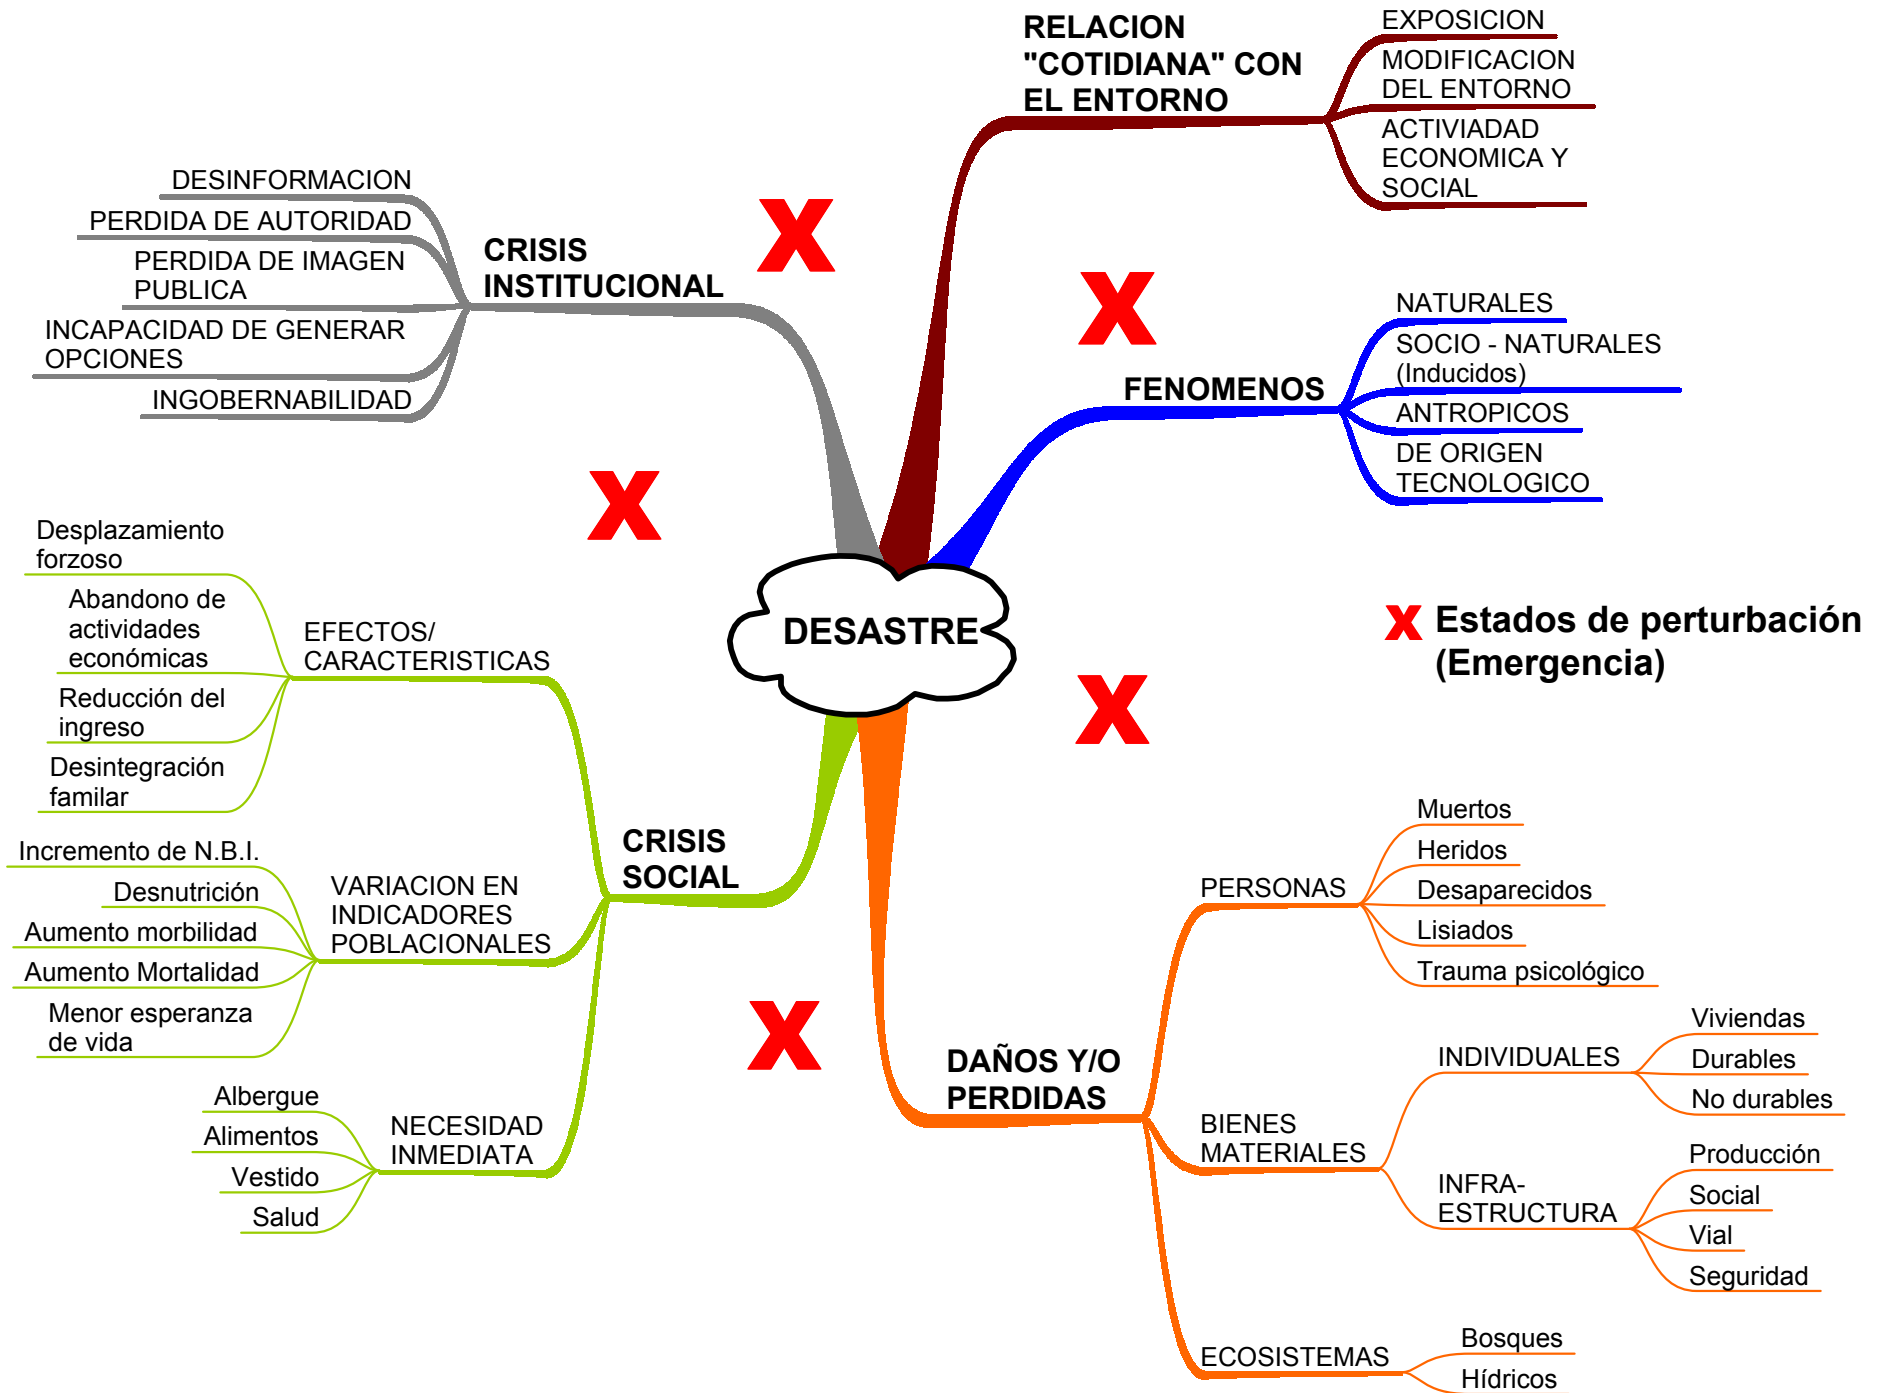 RELACION
"COTIDIANA" CON
EL ENTORNO
EXPOSICION
MODIFICACION
DEL ENTORNO
ACTIVIADAD
ECONOMICA Y
SOCIAL
X
FENOMENOS
NATURALES
SOCIO - NATURALES
(Inducidos)
ANTROPICOS
DE ORIGEN
TECNOLOGICO
X
CRISIS
INSTITUCIONAL
DESINFORMACION
PERDIDA DE AUTORIDAD
PERDIDA DE IMAGEN
PUBLICA
INCAPACIDAD DE GENERAR
OPCIONES
INGOBERNABILIDAD
X
DESASTRE
X Estados de perturbación
(Emergencia)
X
CRISIS
SOCIAL
EFECTOS/
CARACTERISTICAS
Desplazamiento
forzoso
Abandono de
actividades
económicas
Reducción del
ingreso
Desintegración
familar
VARIACION EN
INDICADORES
POBLACIONALES
Incremento de N.B.I.
Desnutrición
Aumento morbilidad
Aumento Mortalidad
Menor esperanza
de vida
NECESIDAD
INMEDIATA
Albergue
Alimentos
Vestido
Salud
X
DAÑOS Y/O
PERDIDAS
PERSONAS
Muertos
Heridos
Desaparecidos
Lisiados
Trauma psicológico
BIENES
MATERIALES
INDIVIDUALES
Viviendas
Durables
No durables
INFRA-
ESTRUCTURA
Producción
Social
Vial
Seguridad
ECOSISTEMAS
Bosques
Hídricos